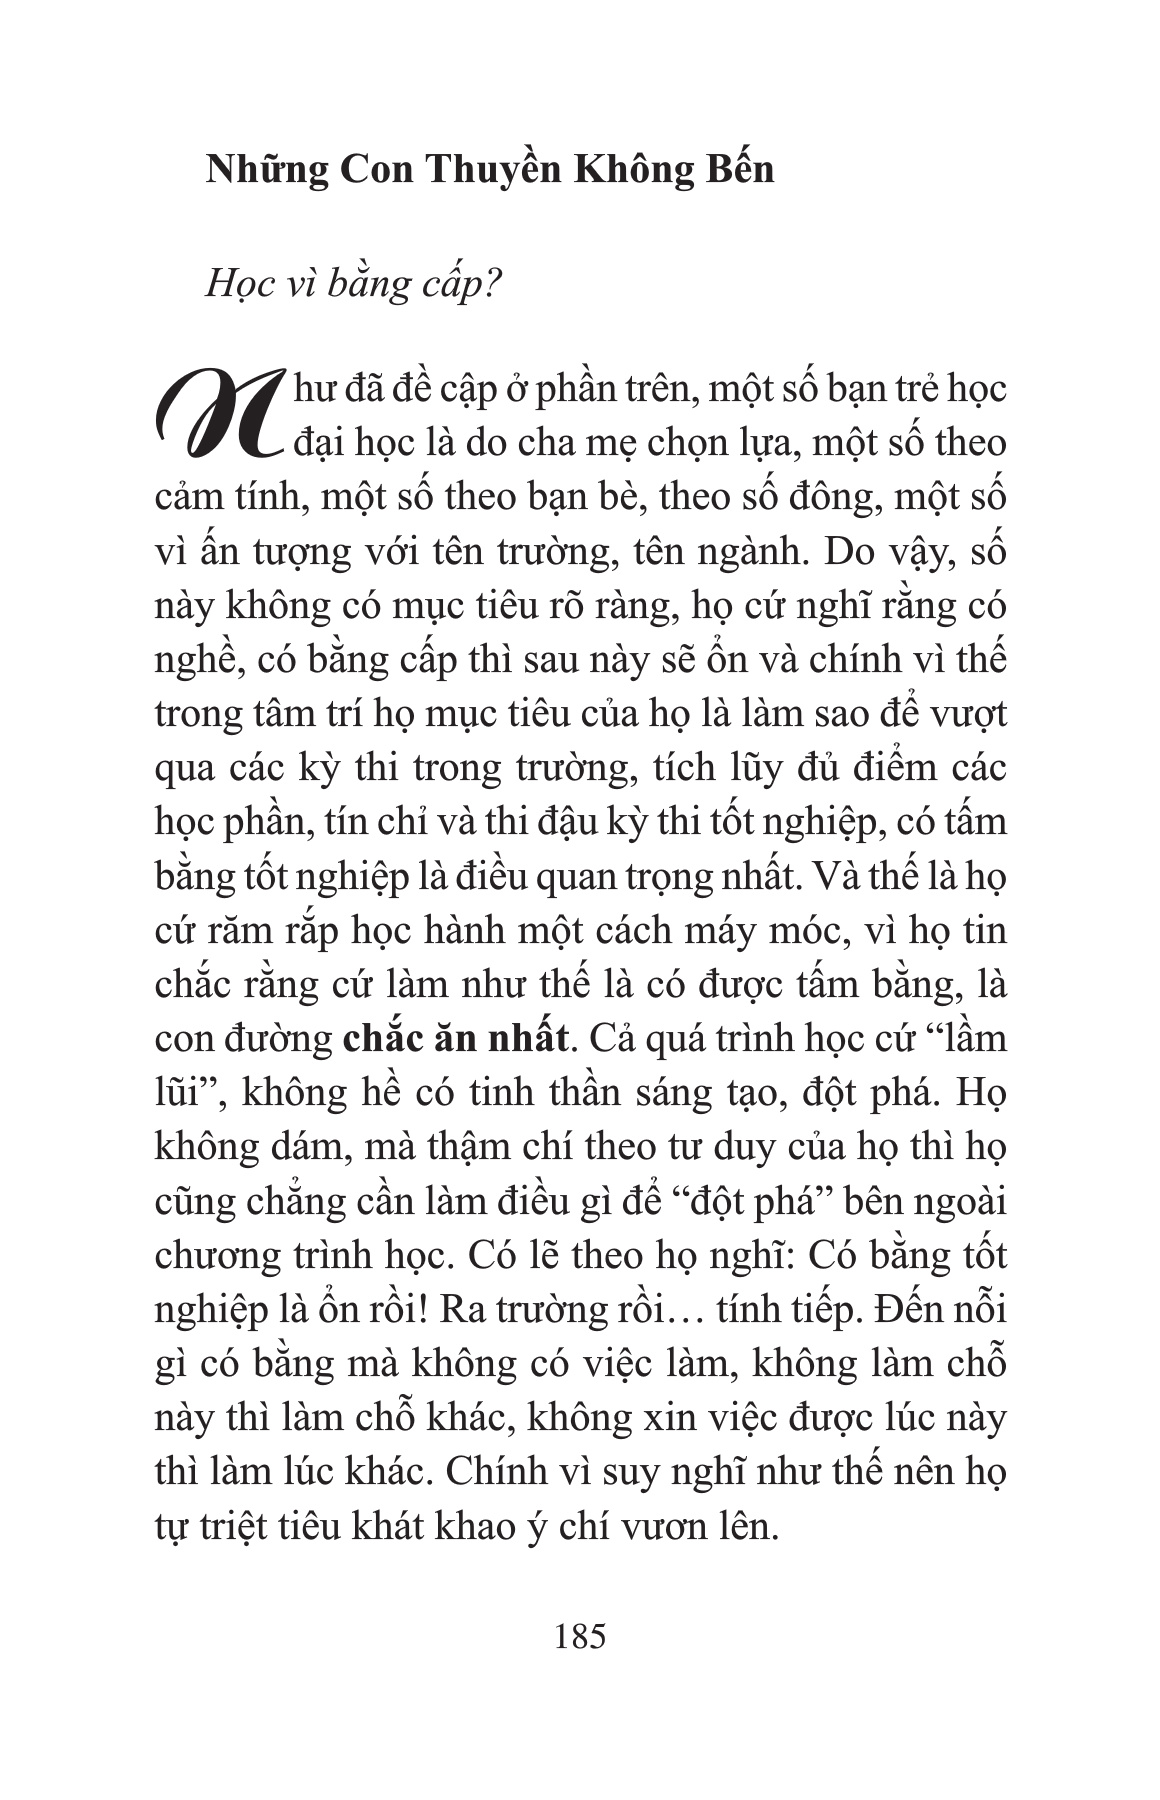 Những Con Thuyền Không Bến
Học vì bằng cấp?
Như đã đề cập ở phần trên, một số bạn trẻ học
đại học là do cha mẹ chọn lựa, một số theo
cảm tính, một số theo bạn bè, theo số đông, một số
vì ấn tượng với tên trường, tên ngành. Do vậy, số
này không có mục tiêu rõ ràng, họ cứ nghĩ rằng có
nghề, có bằng cấp thì sau này sẽ ổn và chính vì thế
trong tâm trí họ mục tiêu của họ là làm sao để vượt
qua các kỳ thi trong trường, tích lũy đủ điểm các
học phần, tín chỉ và thi đậu kỳ thi tốt nghiệp, có tấm
bằng tốt nghiệp là điều quan trọng nhất. Và thế là họ
cứ răm rắp học hành một cách máy móc, vì họ tin
chắc rằng cứ làm như thế là có được tấm bằng, là
con đường chắc ăn nhất. Cả quá trình học cứ “lầm
lũi”, không hề có tinh thần sáng tạo, đột phá. Họ
không dám, mà thậm chí theo tư duy của họ thì họ
cũng chẳng cần làm điều gì để “đột phá” bên ngoài
chương trình học. Có lẽ theo họ nghĩ: Có bằng tốt
nghiệp là ổn rồi! Ra trường rồi… tính tiếp. Đến nỗi
gì có bằng mà không có việc làm, không làm chỗ
này thì làm chỗ khác, không xin việc được lúc này
thì làm lúc khác. Chính vì suy nghĩ như thế nên họ
tự triệt tiêu khát khao ý chí vươn lên.
185